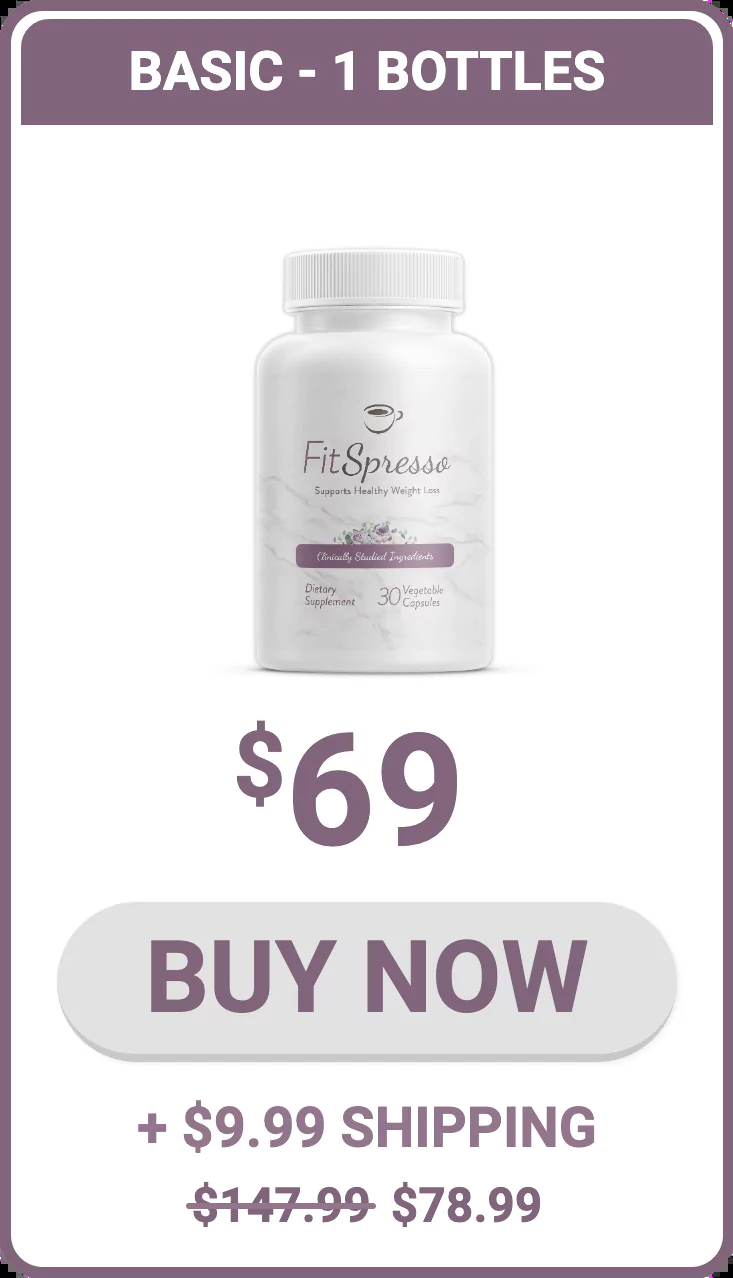 BASIC - 1 BOTTLES
FitSpresso
Supports Healthy Weight Loss
Clinically Studied Ingredients
Dietary
Supplement
30 Vegetable
Capsules
$69
BUY NOW
+ $9.99 SHIPPING
$147.99 $78.99